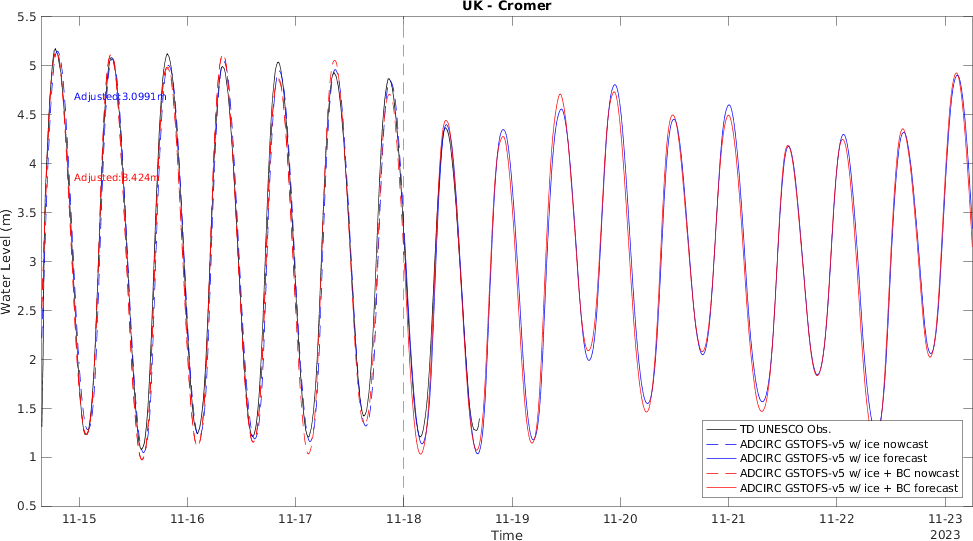 UK - Cromer
5.5
5
4.5
4
3.5
3
2.5
2
1.5
1
0.5
Water Level (m)
Adjusted:3.0991m
Adjusted:3.424m
TD UNESCO Obs.
ADCIRC GSTOFS-v5 w/ ice nowcast
ADCIRC GSTOFS-v5 w/ ice forecast
ADCIRC GSTOFS-v5 w/ ice + BC nowcast
ADCIRC GSTOFS-v5 w/ ice + BC forecast
11-15 11-16 11-17 11-18 11-19 11-20 11-21 11-22 11-23
Time
2023